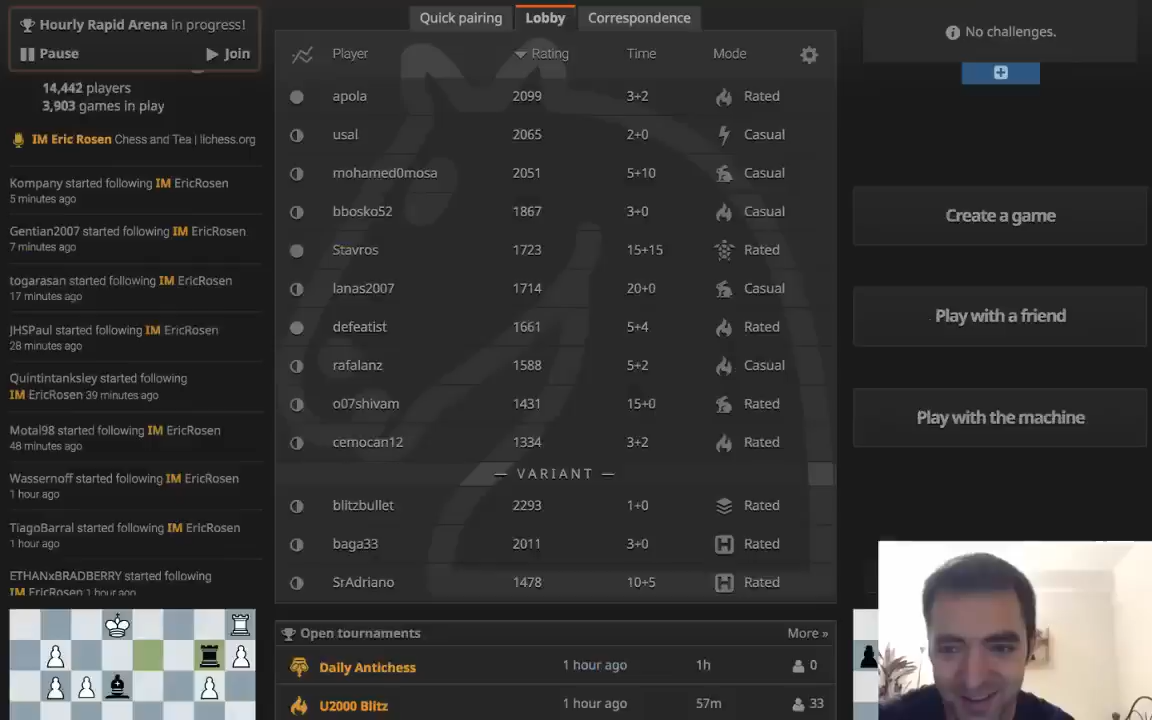 Hourly Rapid Arena in progress!
Pause
Join
14,442 players
3,903 games in play
IM Eric Rosen Chess and Tea | lichess.org
Kompany started following IM EricRosen
5 minutes ago
Gentian2007 started following IM EricRosen
7 minutes ago
togarasan started following IM EricRosen
17 minutes ago
JHSPaul started following IM EricRosen
28 minutes ago
Quintintanksley started following
IM EricRosen 39 minutes ago
Motal98 started following IM EricRosen
48 minutes ago
Wassernoff started following IM EricRosen
1 hour ago
TiagoBarral started following IM EricRosen
1 hour ago
ETHANxBRADBERRY started following
IM EricRosen 1 hour ago
Quick pairing Lobby Correspondence
Player Rating Time Mode
apola 2099 3+2 Rated
usal 2065 2+0 Casual
mohamed0mosa 2051 5+10 Casual
bbosko52 1867 3+0 Casual
Stavros 1723 15+15 Rated
lanas2007 1714 20+0 Casual
defeatist 1661 5+4 Rated
rafalanz 1588 5+2 Casual
o07shivam 1431 15+0 Rated
cemocan12 1334 3+2 Rated
— VARIANT —
blitzbullet 2293 1+0 Rated
baga33 2011 3+0 Rated
SrAdriano 1478 10+5 Rated
Open tournaments More »
Daily Antichess 1 hour ago 1h 0
U2000 Blitz 1 hour ago 57m 33
No challenges.
Create a game
Play with a friend
Play with the machine